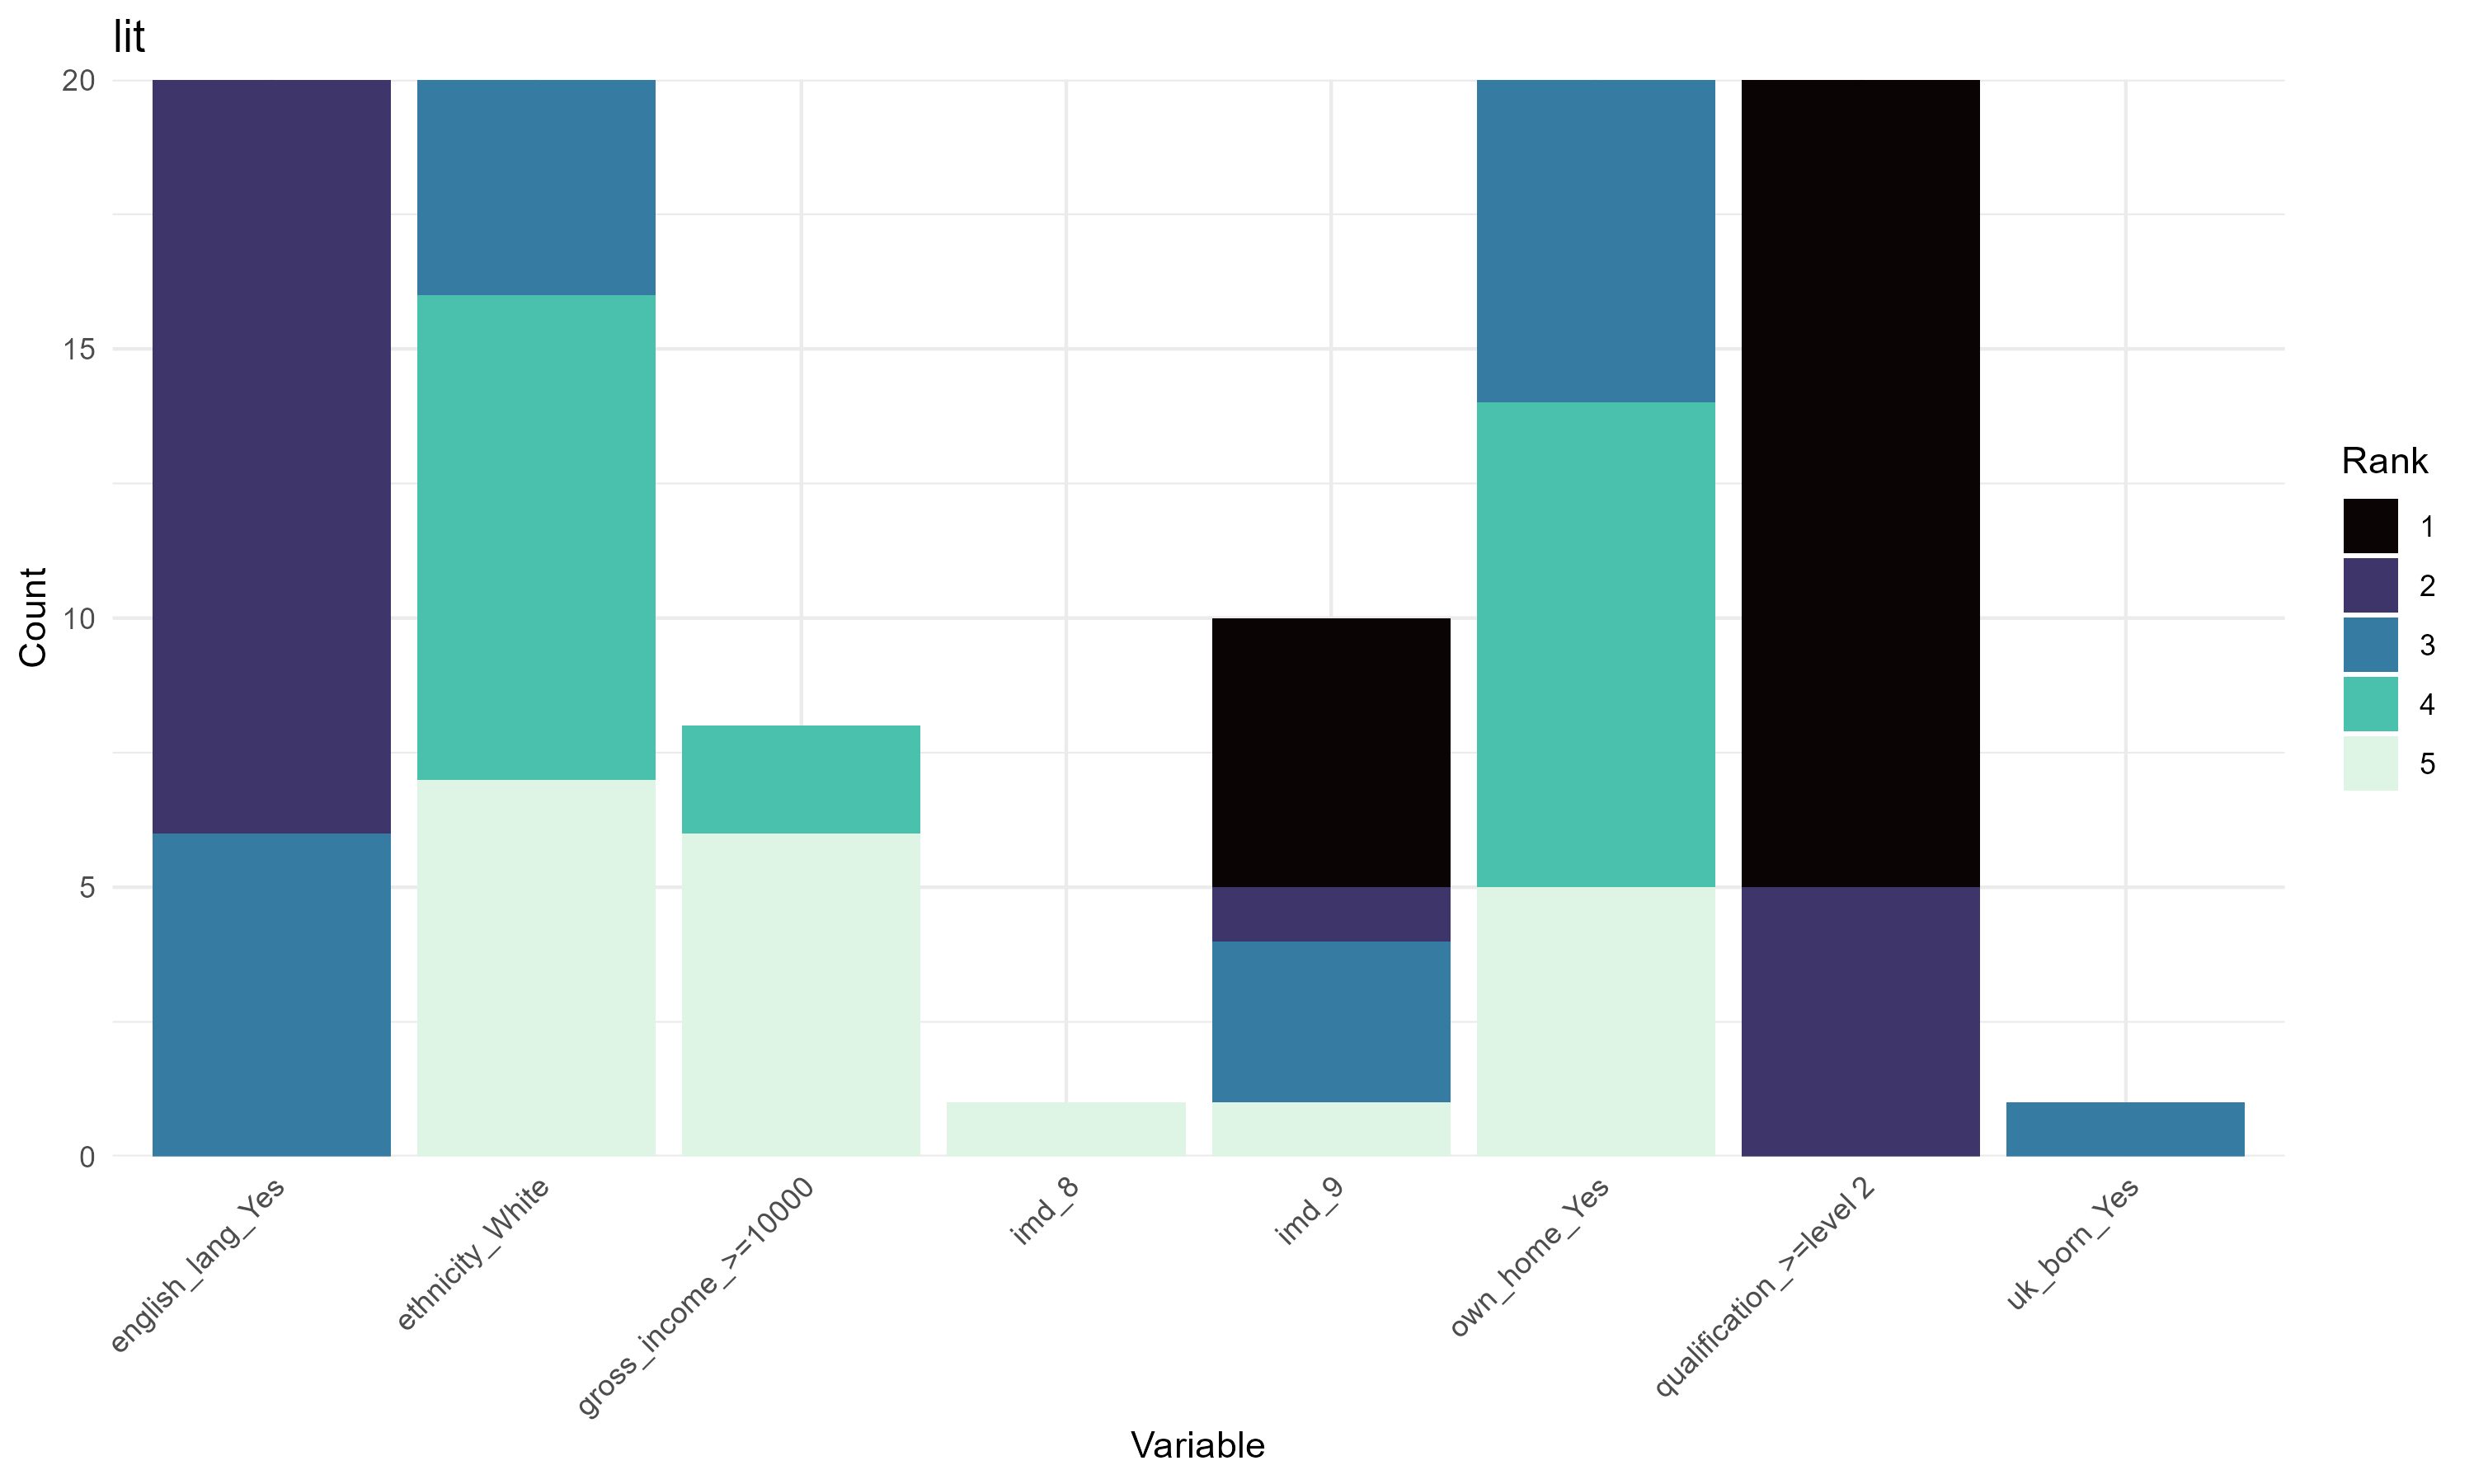 lit
20
15
10
5
0
Count
english_lang_Yes
ethnicity_White
gross_income_>=10000
imd_8
imd_9
own_home_Yes
qualification_>=level 2
uk_born_Yes
Variable
Rank
1
2
3
4
5